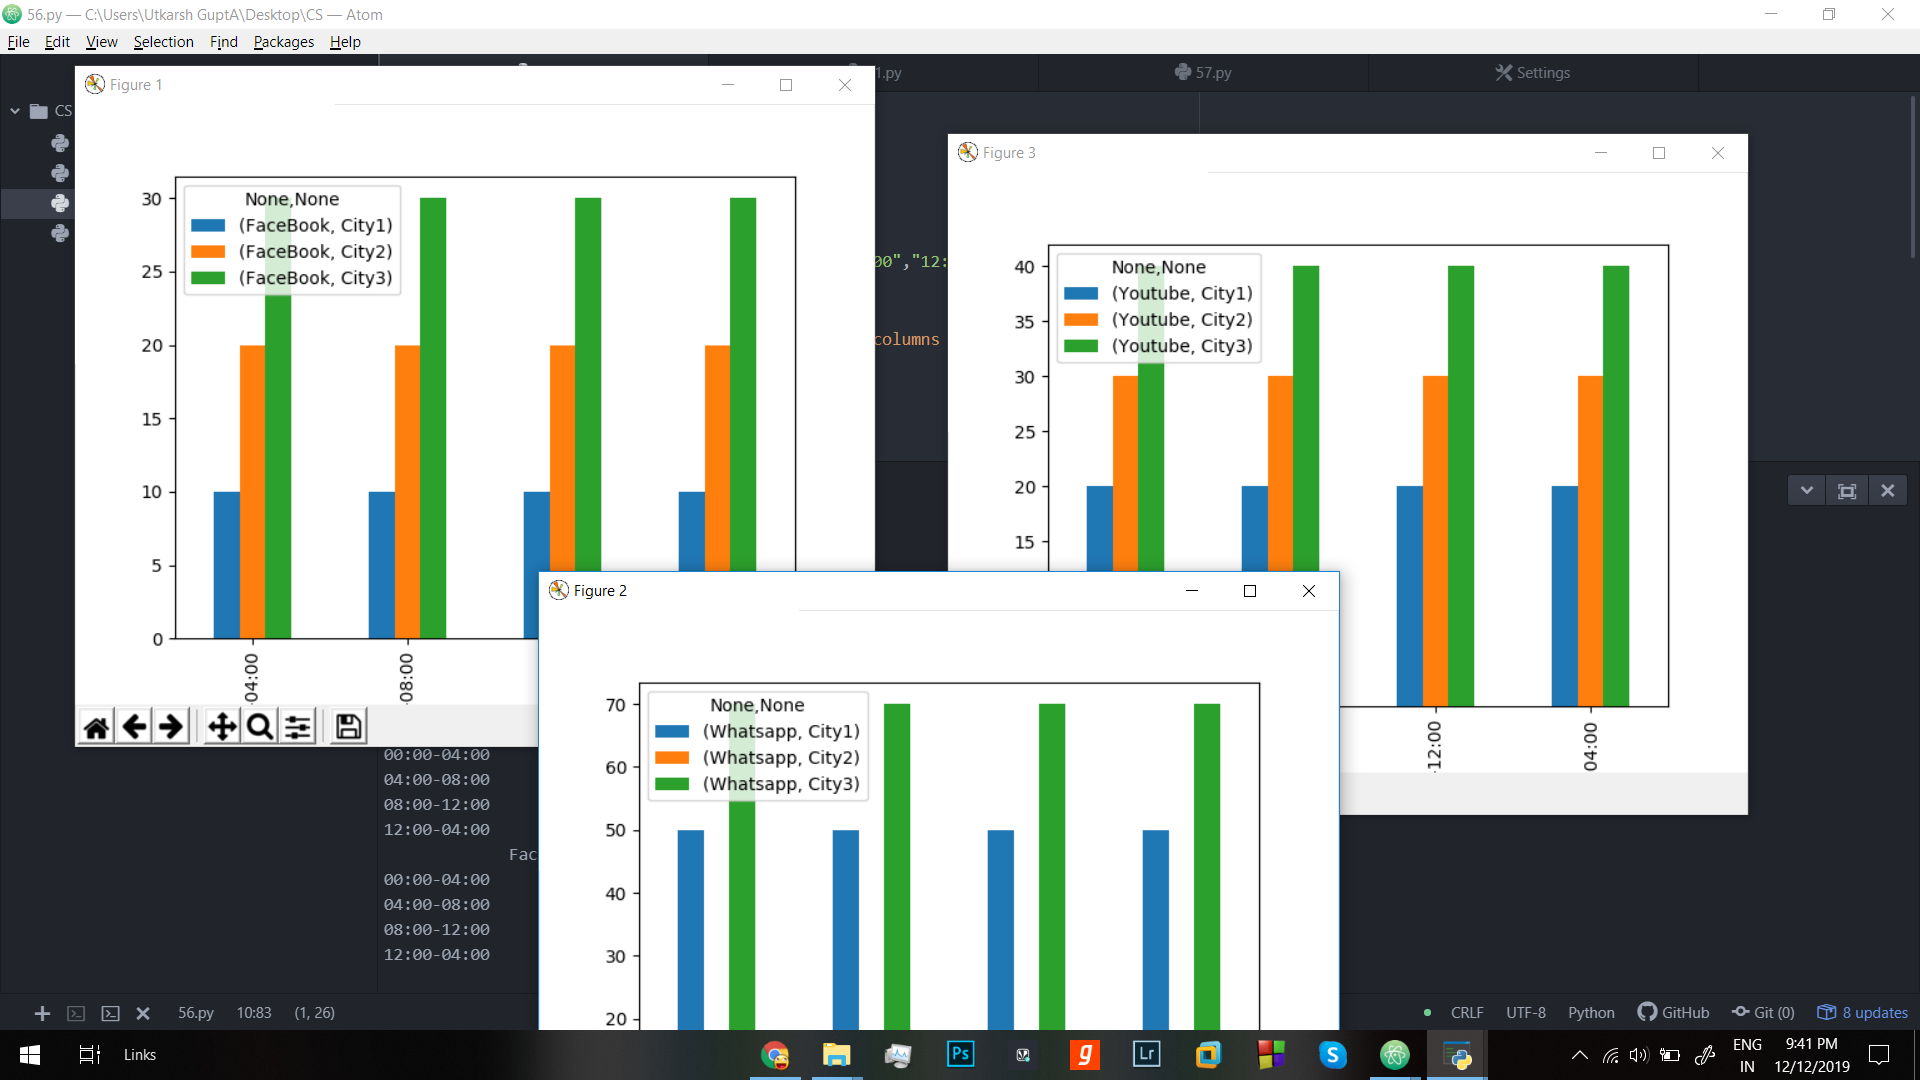 56.py — C:\Users\Utkarsh GuptA\Desktop\CS — Atom
File Edit View Selection Find Packages Help
1.py
57.py
Settings
CS
Figure 1
None,None
(FaceBook, City1)
(FaceBook, City2)
(FaceBook, City3)
30
25
20
15
10
5
0
-04:00
-08:00
00","12:
columns
Figure 3
None,None
(Youtube, City1)
(Youtube, City2)
(Youtube, City3)
40
35
30
25
20
15
-12:00
04:00
Figure 2
None,None
(Whatsapp, City1)
(Whatsapp, City2)
(Whatsapp, City3)
70
60
50
40
30
20
00:00-04:00
04:00-08:00
08:00-12:00
12:00-04:00
Fac
00:00-04:00
04:00-08:00
08:00-12:00
12:00-04:00
56.py 10:83 (1, 26)
CRLF UTF-8 Python GitHub Git (0) 8 updates
Links
Ps
g
Lr
S
ENG
IN
9:41 PM
12/12/2019